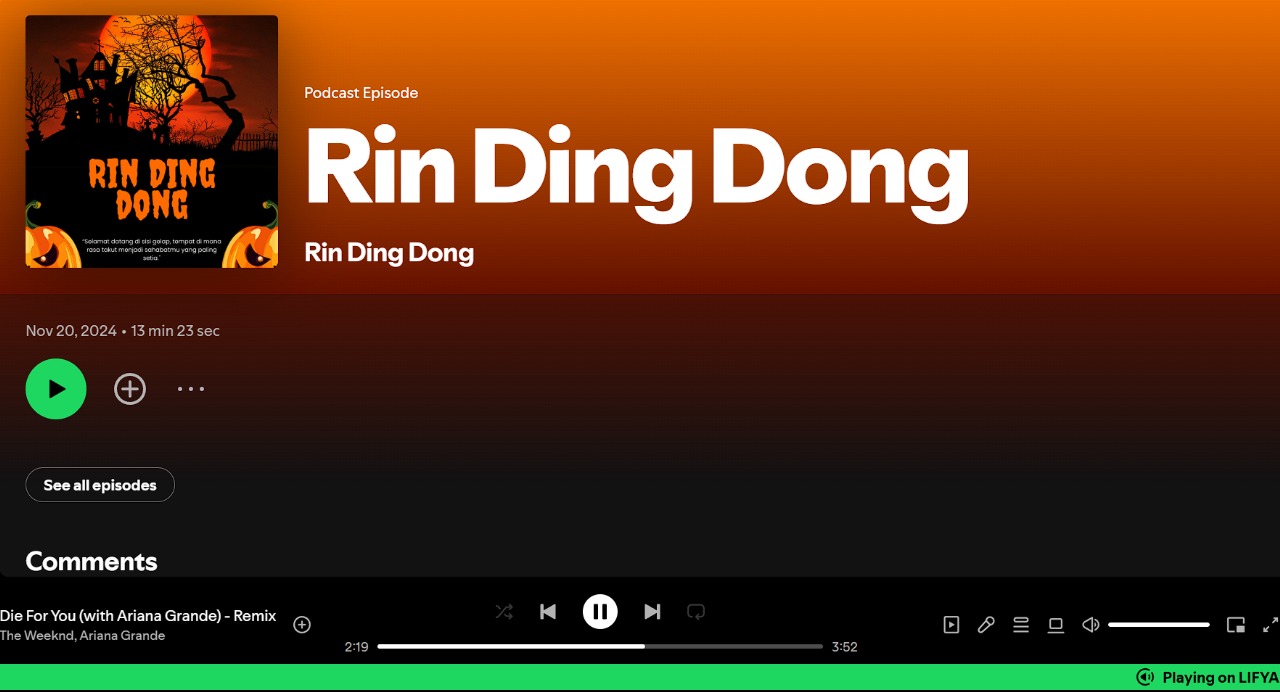 RIN DING
DONG
"Selamat datang di sisi gelap, tempat di mana
rasa takut menjadi sahabatmu yang paling
setia."
Podcast Episode
Rin Ding Dong
Rin Ding Dong
Nov 20, 2024 • 13 min 23 sec
See all episodes
Comments
Die For You (with Ariana Grande) - Remix
The Weeknd, Ariana Grande
2:19
3:52
Playing on LIFYA